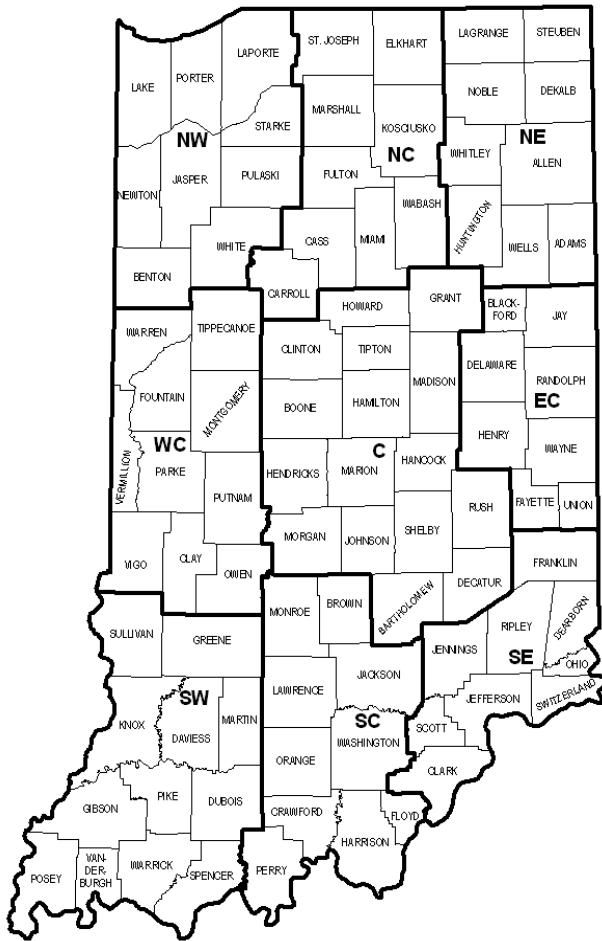 ST. JOSEPH
ELKHART
LAGRANGE
STEUBEN
LAPORTE
PORTER
LAKE
NOBLE
DEKALB
MARSHALL
KOSCIUSKO
STARKE
NW
NC
NE
WHITLEY
ALLEN
JASPER
PULASKI
FULTON
NEWTON
WABASH
HUNTINGTON
MIAMI
CASS
WHITE
WELLS
ADAMS
BENTON
CARROLL
GRANT
HOWARD
BLACK-
FORD
JAY
WARREN
TIPPECANOE
CLINTON
TIPTON
DELAWARE
MADISON
RANDOLPH
FOUNTAIN
MONTGOMERY
BOONE
HAMILTON
EC
HENRY
WC
C
WAYNE
VERMILLION
PARKE
HENDRICKS
MARION
HANCOCK
PUTNAM
FAYETTE
UNION
RUSH
SHELBY
MORGAN
JOHNSON
VIGO
CLAY
OWEN
FRANKLIN
DECATUR
BARTHOLOMEW
BROWN
MONROE
DEARBORN
RIPLEY
SULLIVAN
GREENE
JENNINGS
SE
OHIO
JACKSON
LAWRENCE
SW
JEFFERSON
SWITZERLAND
SC
KNOX
DAVIESS
MARTIN
SCOTT
WASHINGTON
ORANGE
CLARK
PIKE
DUBOIS
GIBSON
CRAWFORD
FLOYD
HARRISON
VAN-
DER-
BURGH
WARRICK
PERRY
POSEY
SPENCER